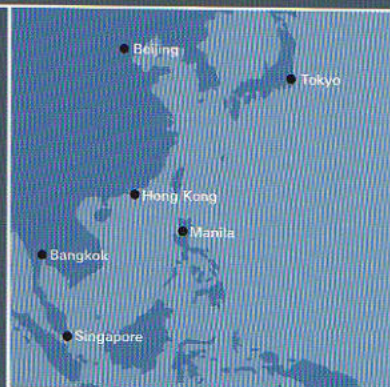 Beijing
Tokyo
Hong Kong
Manila
Bangkok
Singapore